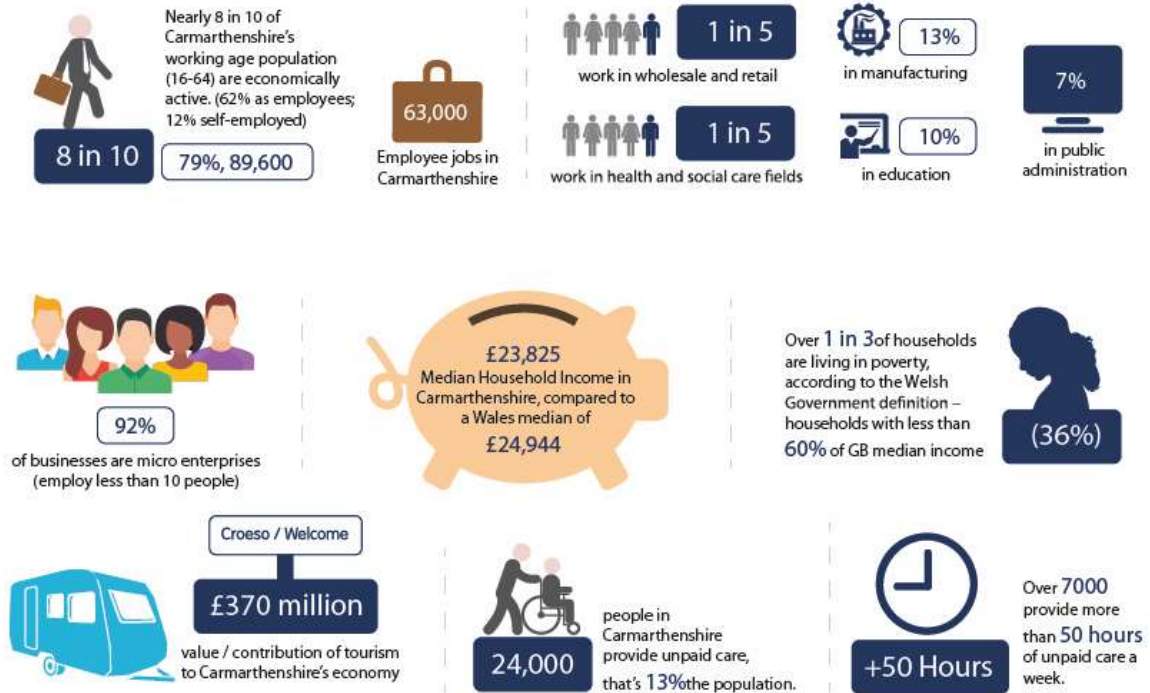 Nearly 8 in 10 of
Carmarthenshire's
working age population
(16-64) are economically
active. (62% as employees;
12% self-employed)
8 in 10
79%, 89,600
63,000
Employee jobs in
Carmarthenshire
1 in 5
work in wholesale and retail
1 in 5
work in health and social care fields
13%
in manufacturing
10%
in education
7%
in public
administration
92%
of businesses are micro enterprises
(employ less than 10 people)
£23,825
Median Household Income in
Carmarthenshire, compared to
a Wales median of
£24,944
Over 1 in 3of households
are living in poverty,
according to the Welsh
Government definition –
households with less than
60% of GB median income
(36%)
Croeso / Welcome
£370 million
value / contribution of tourism
to Carmarthenshire's economy
24,000
people in
Carmarthenshire
provide unpaid care,
that's 13%the population.
+50 Hours
Over 7000
provide more
than 50 hours
of unpaid care a
week.